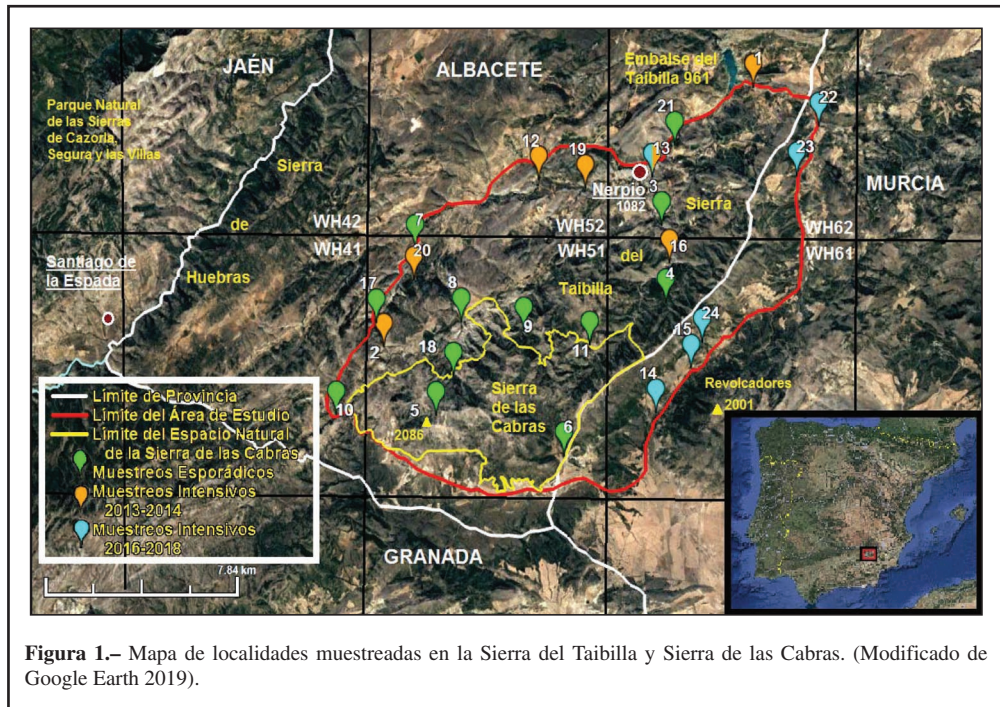 JAÉN
ALBACETE
Embalse del
Taibilla 961
1
Parque Natural
de las Sierras
de Cazorla,
Segura y las Villas
21
22
Sierra
12
19
13
23
Nerpio
1082
3
MURCIA
Sierra
de
7
WH42
WH52
WH62
WH41
WH51
WH61
16
del
20
Santiago de
la Espada
Huebras
17
8
Taibilla
4
9
24
2
11
15
18
14
Revolcadores
2001
10
5
2086
Sierra
de las
Cabras
6
Límite de Provincia
Límite del Área de Estudio
Límite del Espacio Natural
de la Sierra de las Cabras
Muestreos Esporádicos
Muestreos Intensivos
2013-2014
Muestreos Intensivos
2016-2018
GRANADA
7.84 km
Figura 1.– Mapa de localidades muestreadas en la Sierra del Taibilla y Sierra de las Cabras. (Modificado de
Google Earth 2019).